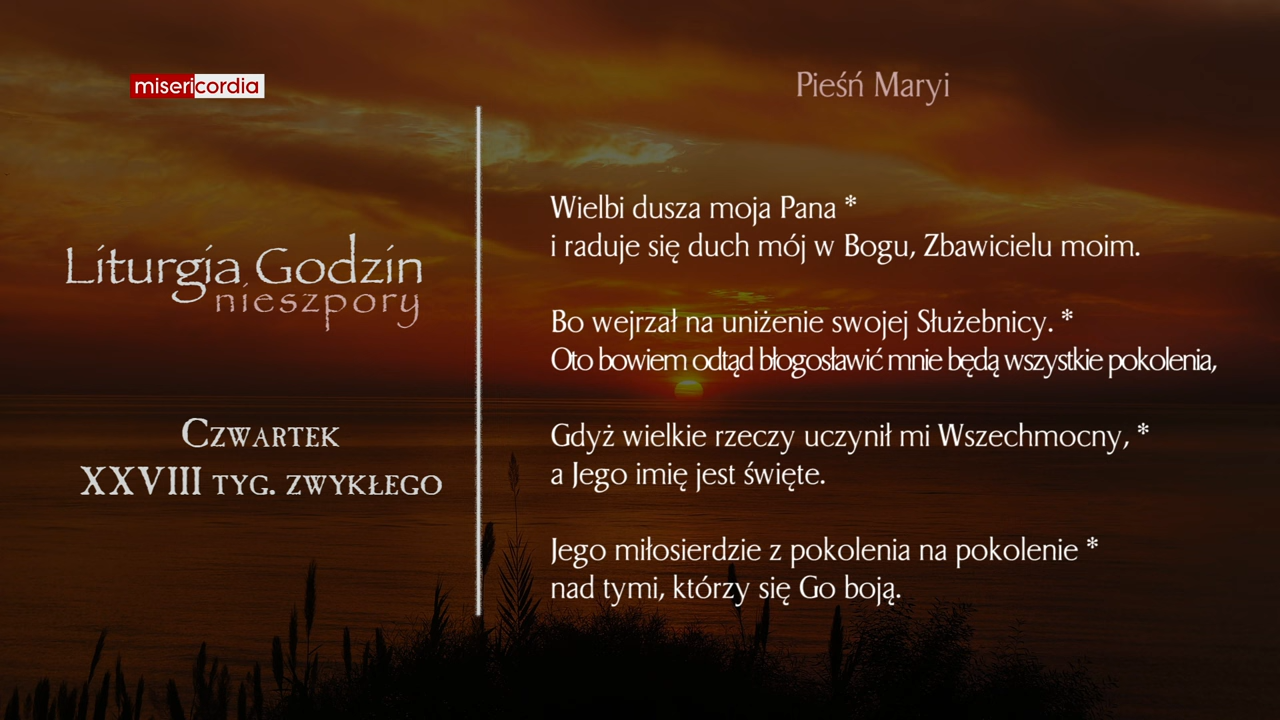 misericordia
Liturgia Godzin
nieszpory
Czwartek
XXVIII tyg. zwykłego
Pieśń Maryi
Wielbi dusza moja Pana *
i raduje się duch mój w Bogu, Zbawicielu moim.
Bo wejrzał na uniżenie swojej Służebnicy. *
Oto bowiem odtąd błogosławić mnie będą wszystkie pokolenia,
Gdyż wielkie rzeczy uczynił mi Wszechmocny, *
a Jego imię jest święte.
Jego miłosierdzie z pokolenia na pokolenie *
nad tymi, którzy się Go boją.